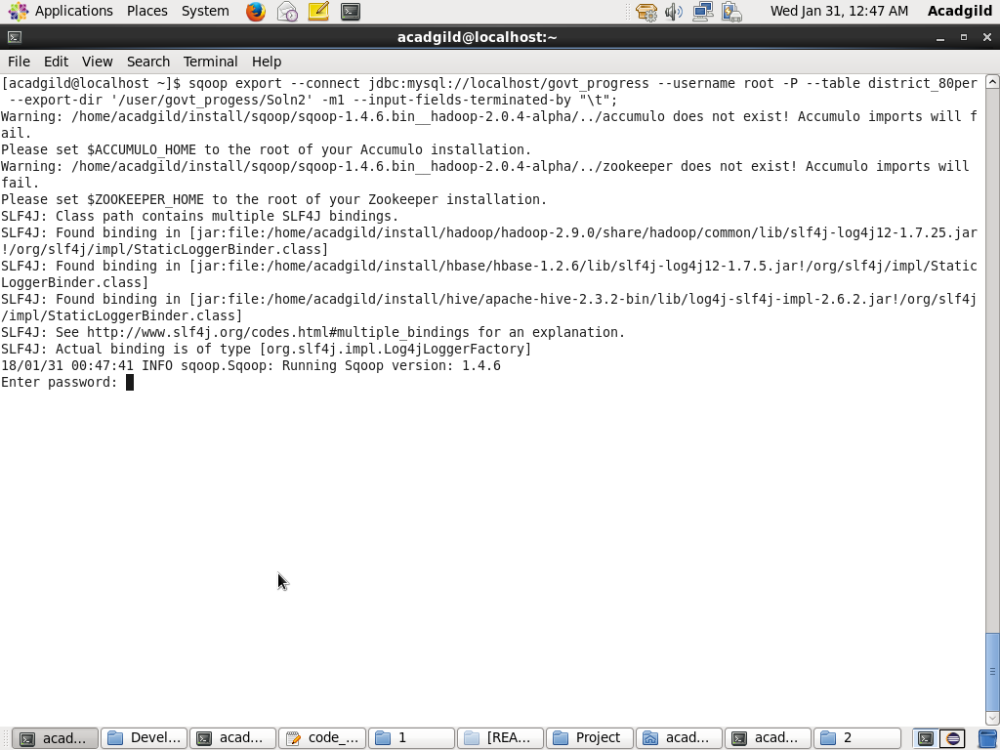 Applications Places System Wed Jan 31, 12:47 AM Acadgild
acadgild@localhost:~
File Edit View Search Terminal Help
[acadgild@localhost ~]$ sqoop export --connect jdbc:mysql://localhost/govt_progress --username root -P --table district_80per
 --export-dir '/user/govt_progess/Soln2' -m1 --input-fields-terminated-by "\t";
Warning: /home/acadgild/install/sqoop/sqoop-1.4.6.bin__hadoop-2.0.4-alpha/../accumulo does not exist! Accumulo imports will f
ail.
Please set $ACCUMULO_HOME to the root of your Accumulo installation.
Warning: /home/acadgild/install/sqoop/sqoop-1.4.6.bin__hadoop-2.0.4-alpha/../zookeeper does not exist! Accumulo imports will
fail.
Please set $ZOOKEEPER_HOME to the root of your Zookeeper installation.
SLF4J: Class path contains multiple SLF4J bindings.
SLF4J: Found binding in [jar:file:/home/acadgild/install/hadoop/hadoop-2.9.0/share/hadoop/common/lib/slf4j-log4j12-1.7.25.jar
!/org/slf4j/impl/StaticLoggerBinder.class]
SLF4J: Found binding in [jar:file:/home/acadgild/install/hbase/hbase-1.2.6/lib/slf4j-log4j12-1.7.5.jar!/org/slf4j/impl/Static
LoggerBinder.class]
SLF4J: Found binding in [jar:file:/home/acadgild/install/hive/apache-hive-2.3.2-bin/lib/log4j-slf4j-impl-2.6.2.jar!/org/slf4j
/impl/StaticLoggerBinder.class]
SLF4J: See http://www.slf4j.org/codes.html#multiple_bindings for an explanation.
SLF4J: Actual binding is of type [org.slf4j.impl.Log4jLoggerFactory]
18/01/31 00:47:41 INFO sqoop.Sqoop: Running Sqoop version: 1.4.6
Enter password:
acad... Devel... acad... code_... 1 [REA... Project acad... acad... 2